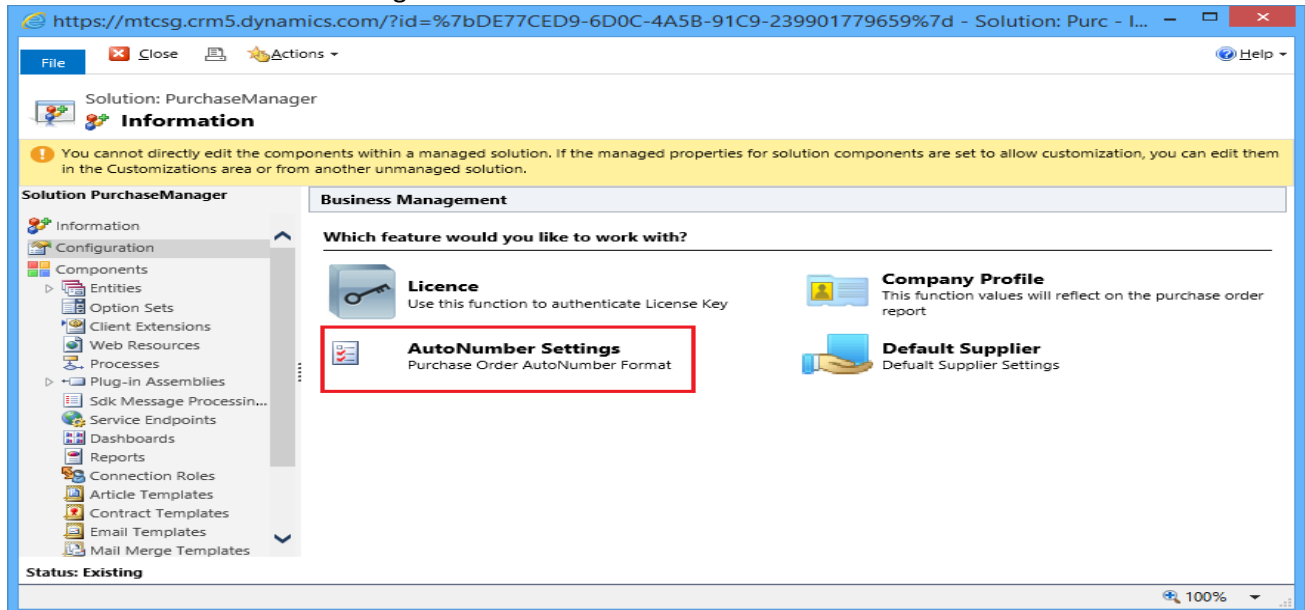 https://mtcsg.crm5.dynamics.com/?id=%7bDE77CED9-6D0C-4A5B-91C9-239901779659%7d - Solution: Purc - I...
File
Close
Actions
Help
Solution: PurchaseManager
Information
You cannot directly edit the components within a managed solution. If the managed properties for solution components are set to allow customization, you can edit them
in the Customizations area or from another unmanaged solution.
Solution PurchaseManager
Information
Configuration
Components
Entities
Option Sets
Client Extensions
Web Resources
Processes
Plug-in Assemblies
Sdk Message Processin...
Service Endpoints
Dashboards
Reports
Connection Roles
Article Templates
Contract Templates
Email Templates
Mail Merge Templates
Business Management
Which feature would you like to work with?
Licence
Use this function to authenticate License Key
Company Profile
This function values will reflect on the purchase order
report
AutoNumber Settings
Purchase Order AutoNumber Format
Default Supplier
Defualt Supplier Settings
Status: Existing
100%